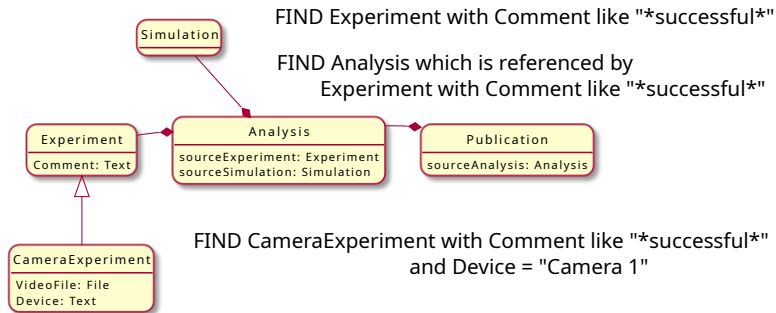 FIND Experiment with Comment like "*successful*"
Simulation
FIND Analysis which is referenced by
Experiment with Comment like "*successful*"
Analysis
sourceExperiment: Experiment
sourceSimulation: Simulation
Experiment
Comment: Text
Publication
sourceAnalysis: Analysis
FIND CameraExperiment with Comment like "*successful*"
and Device = "Camera 1"
CameraExperiment
VideoFile: File
Device: Text